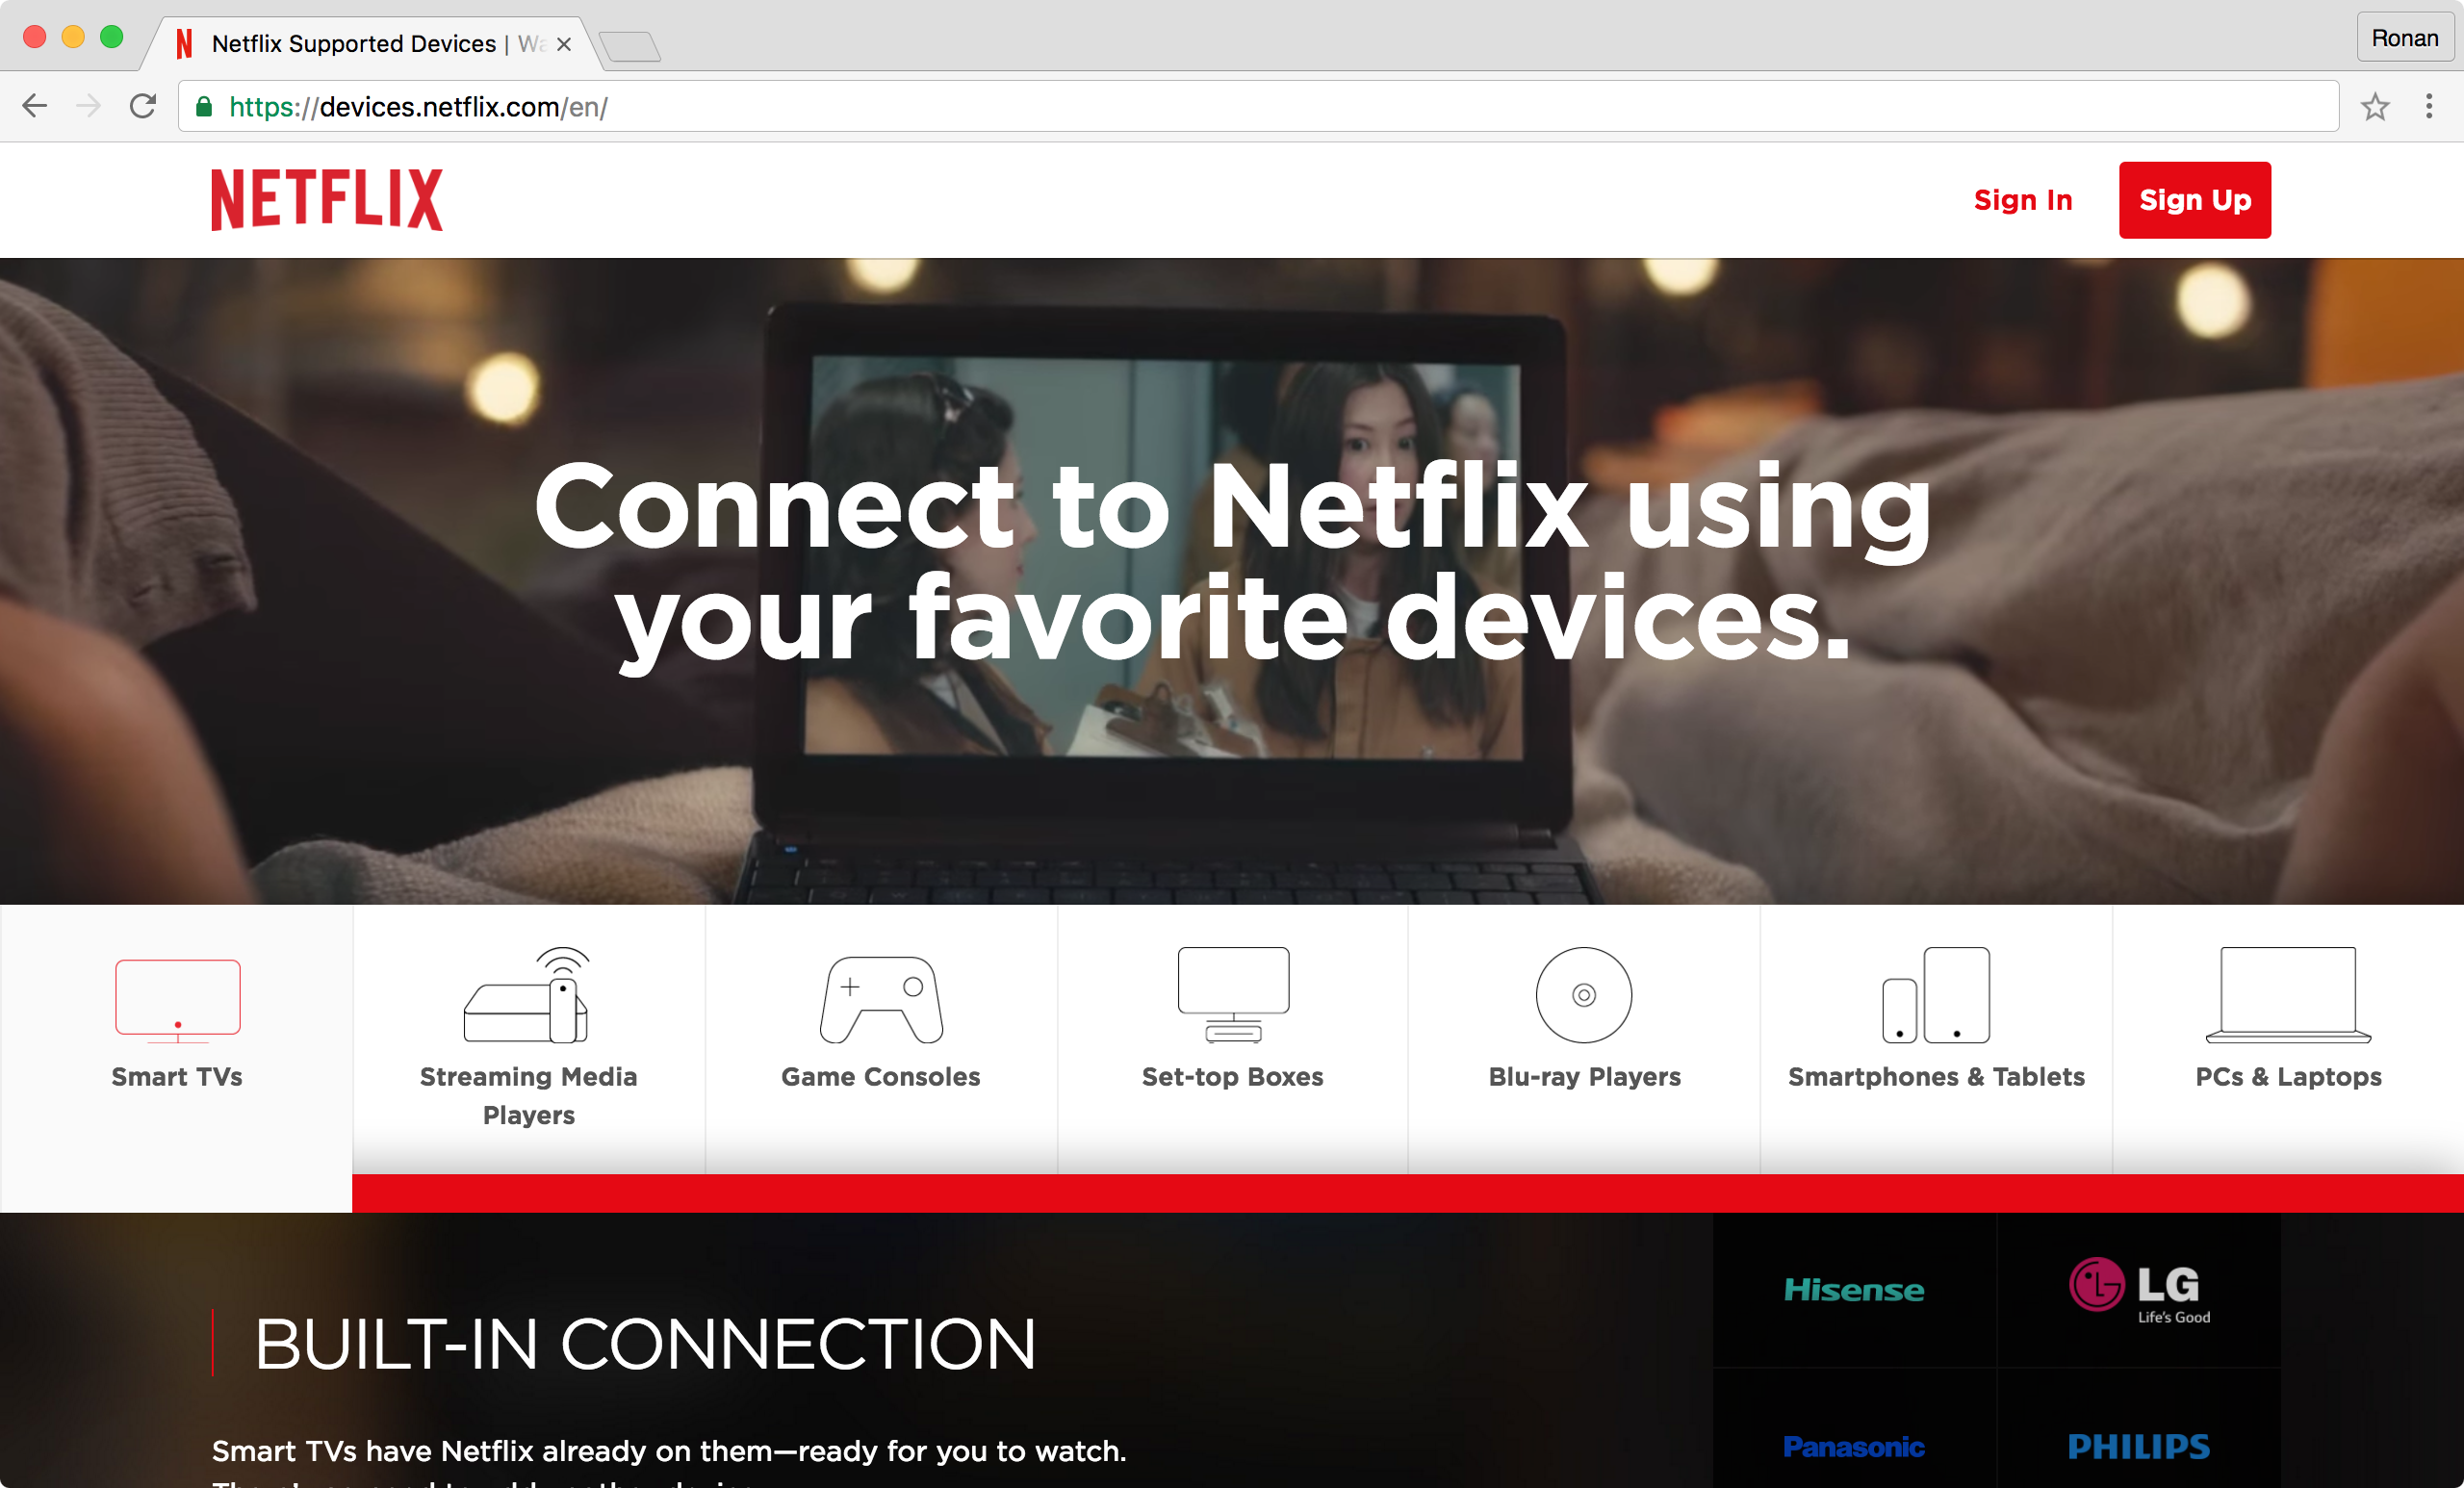 Netflix Supported Devices |
Ronan
https://devices.netflix.com/en/
NETFLIX
Sign In
Sign Up
Connect to Netflix using
your favorite devices.
Smart TVs
Streaming Media
Players
Game Consoles
Set-top Boxes
Blu-ray Players
Smartphones & Tablets
PCs & Laptops
Hisense
LG
Life's Good
BUILT-IN CONNECTION
Panasonic
PHILIPS
Smart TVs have Netflix already on them—ready for you to watch.